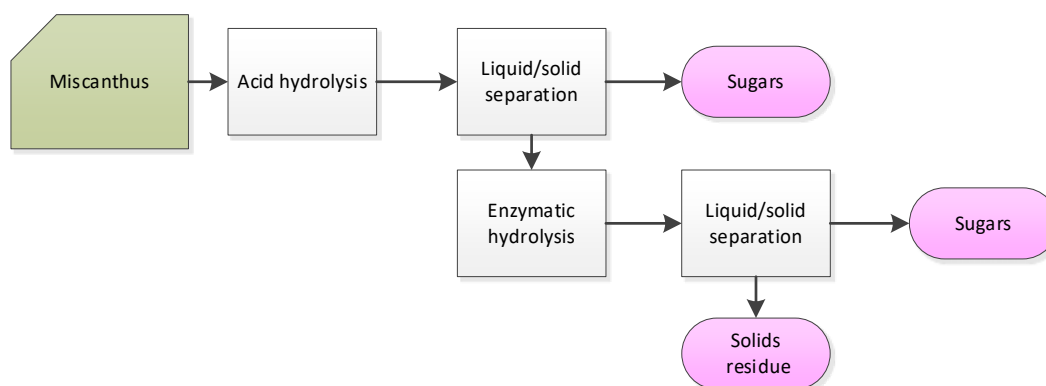 Miscanthus
Acid hydrolysis
Liquid/solid
separation
Sugars
Enzymatic
hydrolysis
Liquid/solid
separation
Sugars
Solids
residue